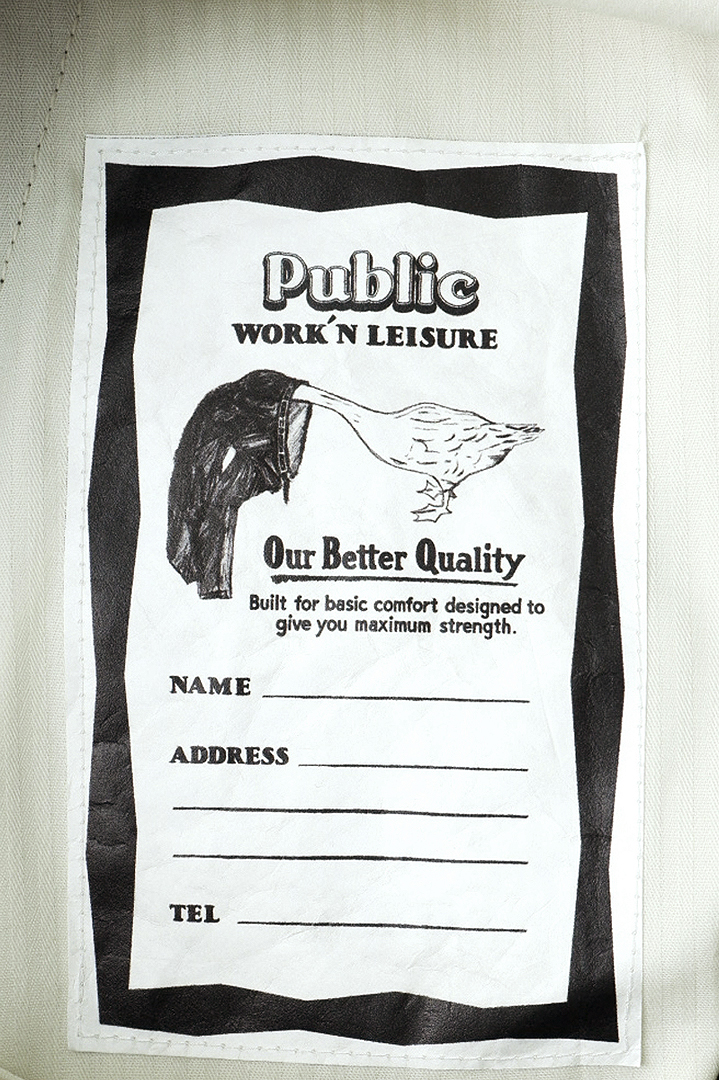 Public
WORK'N LEISURE
Our Better Quality
Built for basic comfort designed to
give you maximum strength.
NAME
ADDRESS
TEL